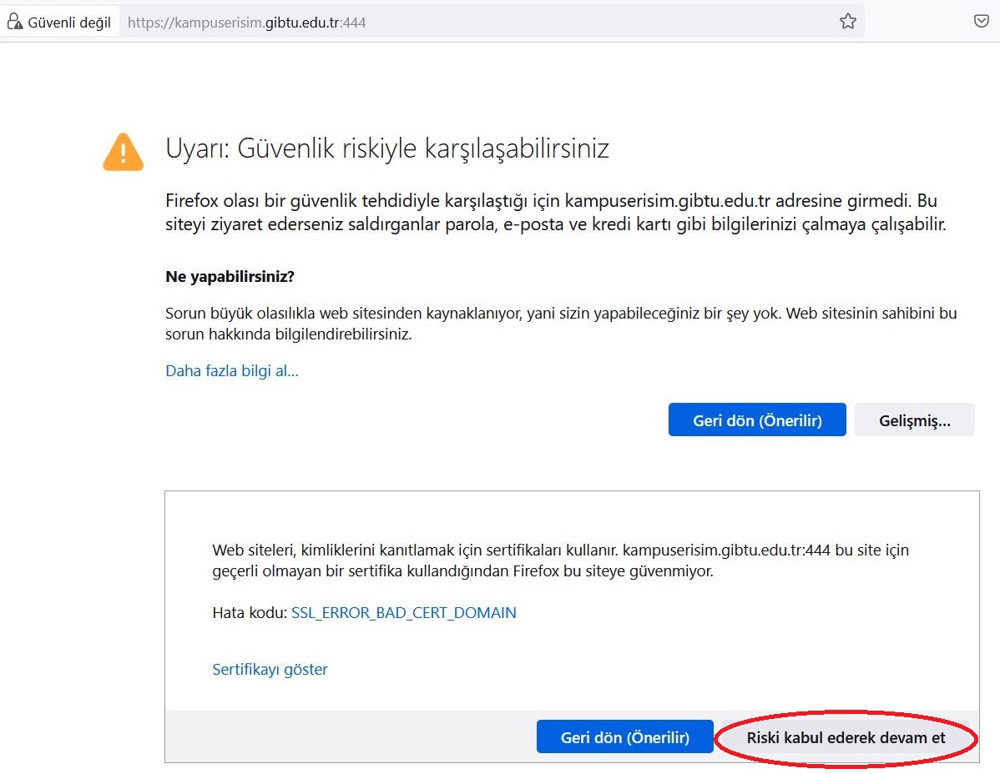 Güvenli değil
https://kampuserisim.gibtu.edu.tr:444
Uyarı: Güvenlik riskiyle karşılaşabilirsiniz
Firefox olası bir güvenlik tehdidiyle karşılaştığı için kampuserisim.gibtu.edu.tr adresine girmedi. Bu
siteyi ziyaret ederseniz saldırganlar parola, e-posta ve kredi kartı gibi bilgilerinizi çalmaya çalışabilir.
Ne yapabilirsiniz?
Sorun büyük olasılıkla web sitesinden kaynaklanıyor, yani sizin yapabileceğiniz bir şey yok. Web sitesinin sahibini bu
sorun hakkında bilgilendirebilirsiniz.
Daha fazla bilgi al...
Geri dön (Önerilir)
Gelişmiş...
Web siteleri, kimliklerini kanıtlamak için sertifikaları kullanır. kampuserisim.gibtu.edu.tr:444 bu site için
geçerli olmayan bir sertifika kullandığından Firefox bu siteye güvenmiyor.
Hata kodu: SSL_ERROR_BAD_CERT_DOMAIN
Sertifikayı göster
Geri dön (Önerilir)
Riski kabul ederek devam et